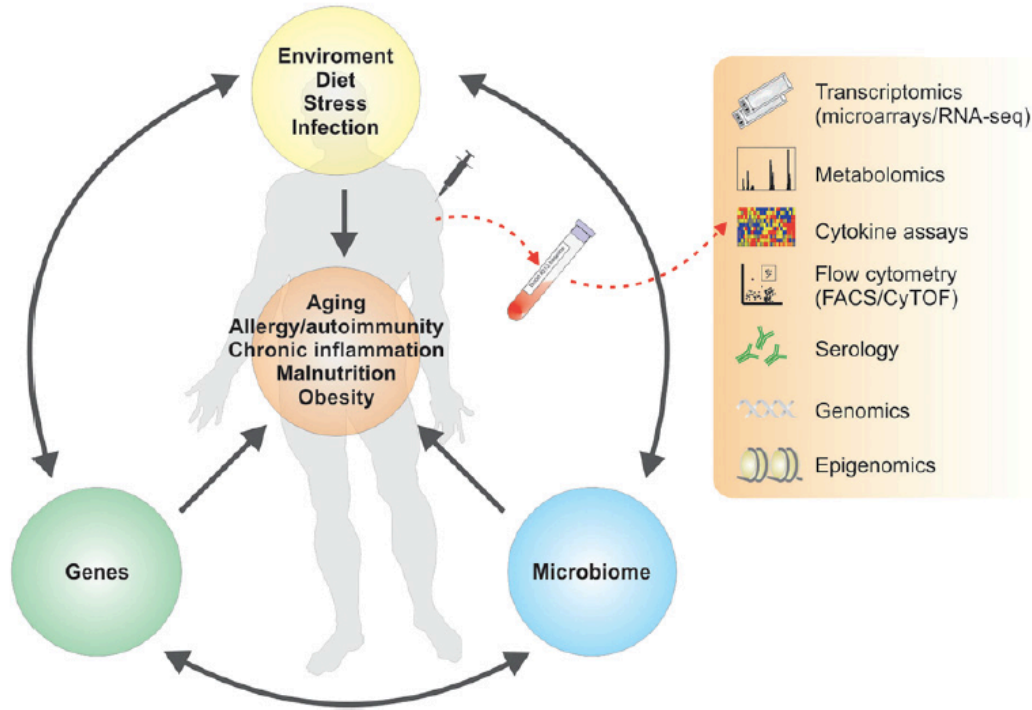 Enviroment
Diet
Stress
Infection
Aging
Allergy/autoimmunity
Chronic inflammation
Malnutrition
Obesity
Genes
Microbiome
Transcriptomics
(microarrays/RNA-seq)
Metabolomics
Cytokine assays
Flow cytometry
(FACS/CyTOF)
Serology
Genomics
Epigenomics